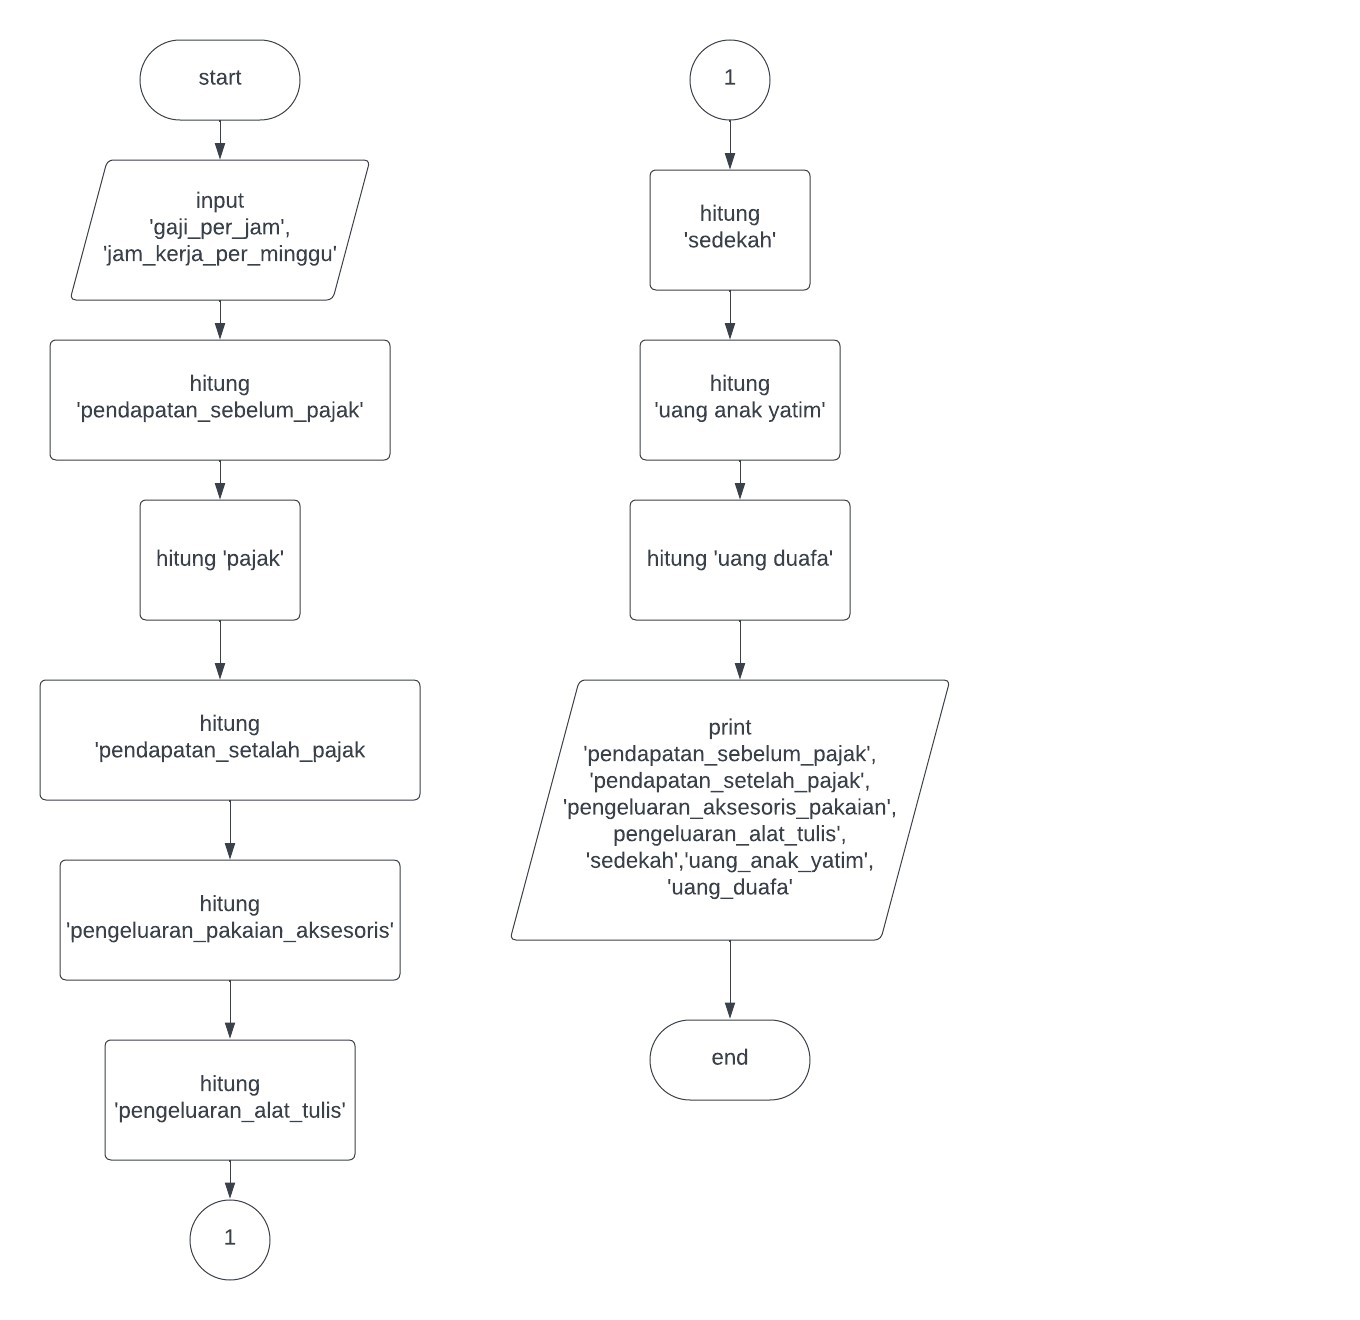 start
input
'gaji_per_jam',
'jam_kerja_per_minggu'
hitung
'pendapatan_sebelum_pajak'
hitung 'pajak'
hitung
'pendapatan_setalah_pajak
hitung
'pengeluaran_pakaian_aksesoris'
hitung
'pengeluaran_alat_tulis'
1
1
hitung
'sedekah'
hitung
'uang anak yatim'
hitung 'uang duafa'
print
'pendapatan_sebelum_pajak',
'pendapatan_setelah_pajak',
'pengeluaran_aksesoris_pakaian',
pengeluaran_alat_tulis',
'sedekah','uang_anak_yatim',
'uang_duafa'
end